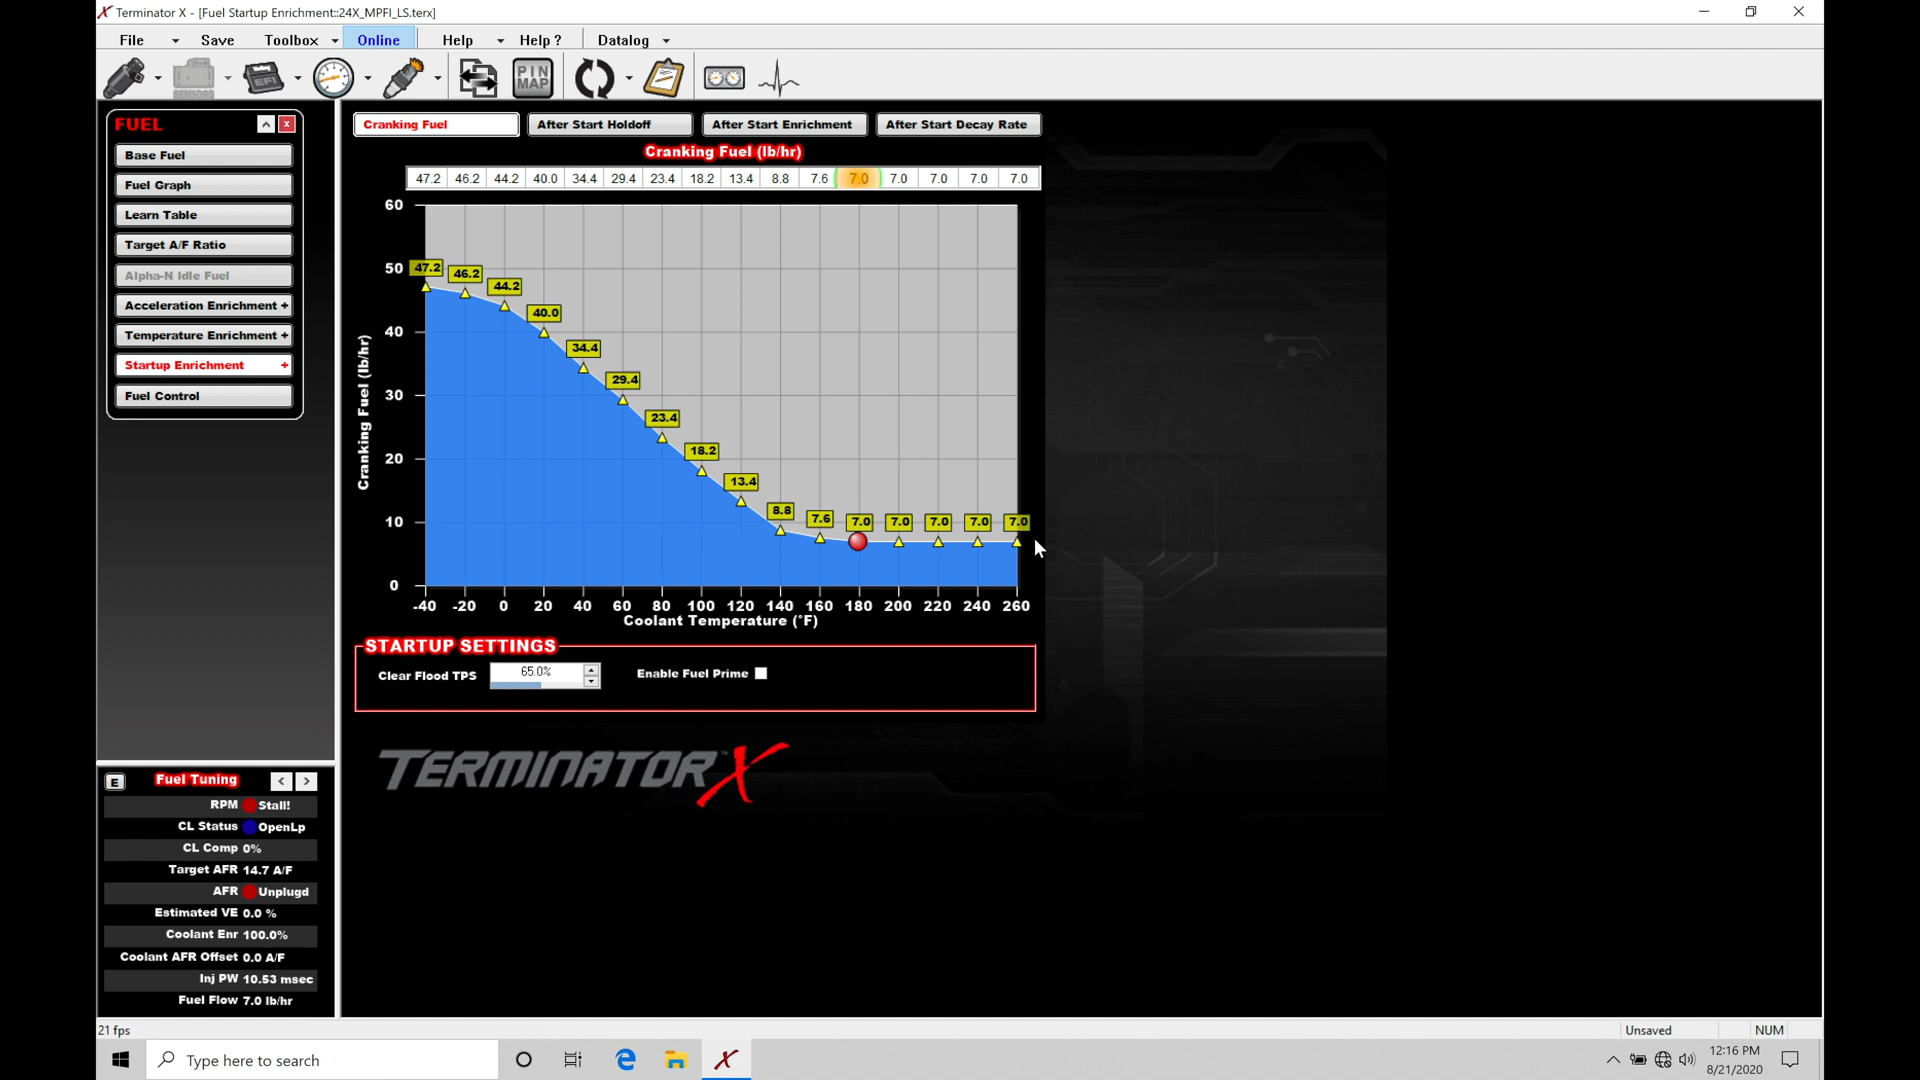 Terminator X - [Fuel Startup Enrichment::24X_MPFI_LS.terx]
File Save Toolbox Online Help Help ? Datalog
SENSORS EFI PIN MAP
FUEL
Base Fuel
Fuel Graph
Learn Table
Target A/F Ratio
Alpha-N Idle Fuel
Acceleration Enrichment +
Temperature Enrichment +
Startup Enrichment +
Fuel Control
Cranking Fuel After Start Holdoff After Start Enrichment After Start Decay Rate
Cranking Fuel (lb/hr)
47.2 46.2 44.2 40.0 34.4 29.4 23.4 18.2 13.4 8.8 7.6 7.0 7.0 7.0 7.0 7.0
60
50
40
30
20
10
0
Cranking Fuel (lb/hr)
47.2 46.2 44.2 40.0 34.4 29.4 23.4 18.2 13.4 8.8 7.6 7.0 7.0 7.0 7.0 7.0
-40 -20 0 20 40 60 80 100 120 140 160 180 200 220 240 260
Coolant Temperature (°F)
STARTUP SETTINGS
Clear Flood TPS 65.0% Enable Fuel Prime
TERMINATOR X™
E Fuel Tuning < >
RPM Stall!
CL Status OpenLp
CL Comp 0%
Target AFR 14.7 A/F
AFR Unplugd
Estimated VE 0.0 %
Coolant Enr 100.0%
Coolant AFR Offset 0.0 A/F
Inj PW 10.53 msec
Fuel Flow 7.0 lb/hr
21 fps Unsaved NUM
Type here to search
12:16 PM
8/21/2020